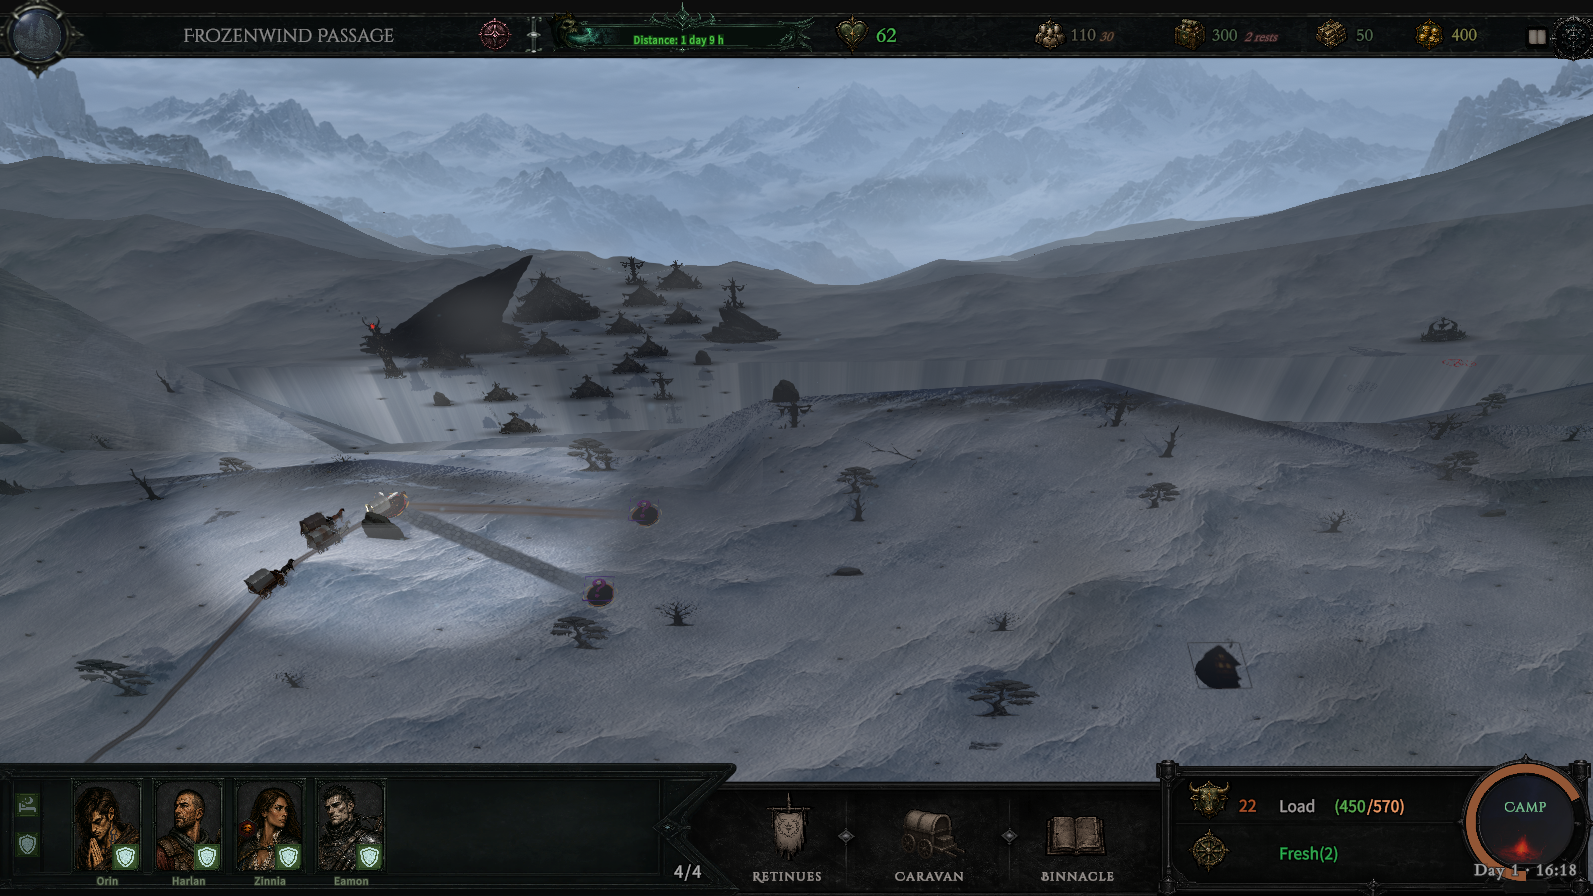 Frozenwind Passage
Distance: 1 day 9 h
62
110 30
300 2 rests
50
400
Orin
Harlan
Zinnia
Eamon
4/4
Retinues
Caravan
Binnacle
22 Load (450/570)
Fresh(2)
Camp
Day 1 · 16:18